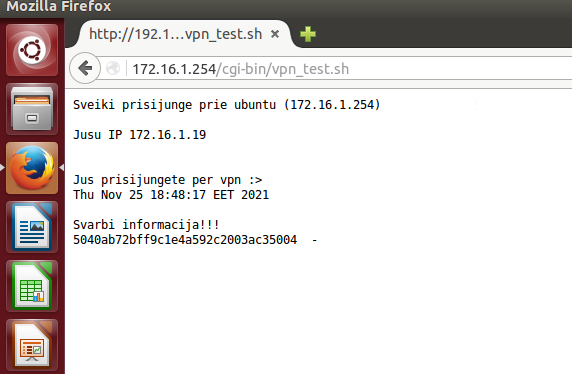 Mozilla Firefox
http://192.1...vpn_test.sh
172.16.1.254/cgi-bin/vpn_test.sh
Sveiki prisijunge prie ubuntu (172.16.1.254)
Jusu IP 172.16.1.19
Jus prisijungete per vpn :>
Thu Nov 25 18:48:17 EET 2021
Svarbi informacija!!!
5040ab72bff9c1e4a592c2003ac35004 -